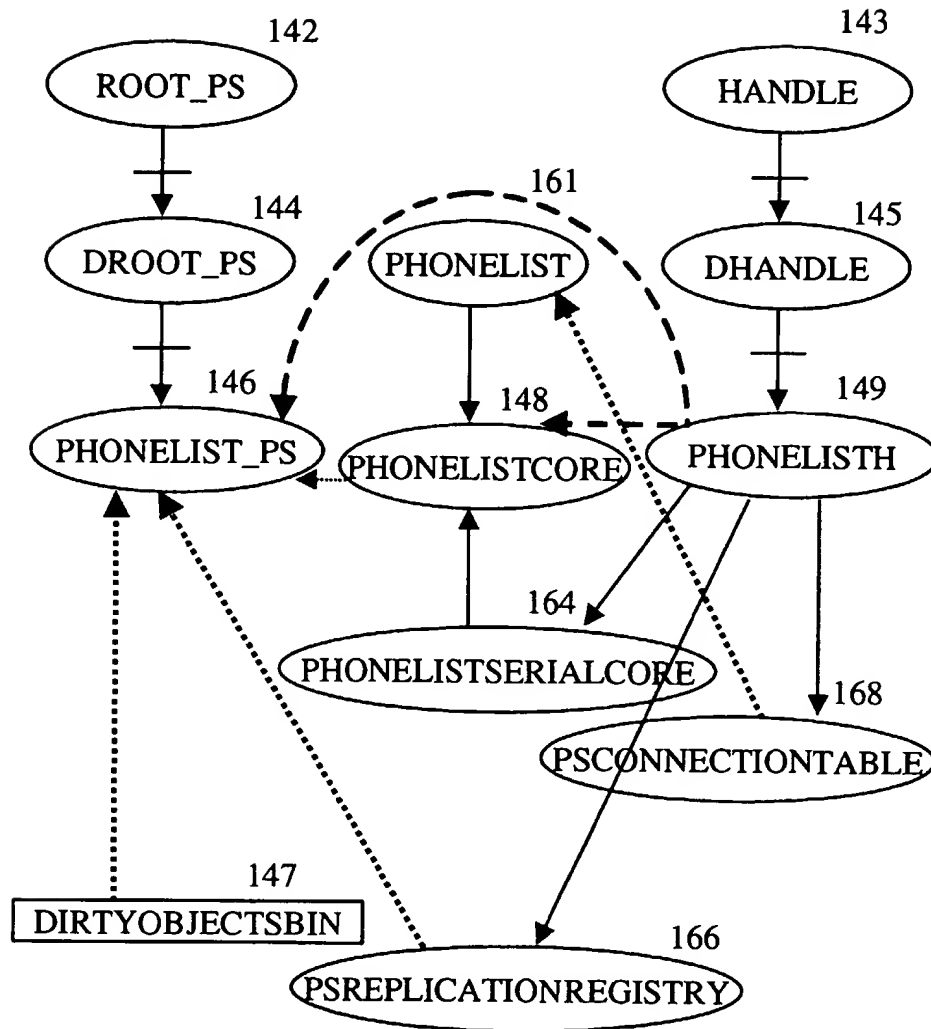 142
143
ROOT_PS
HANDLE
161
144
145
DROOT_PS
PHONELIST
DHANDLE
146
148
149
PHONELIST_PS
PHONELISTCORE
PHONELISTH
164
PHONELISTSERIALCORE
168
PSCONNECTIONTABLE
147
DIRTYOBJECTSBIN
166
PSREPLICATIONREGISTRY